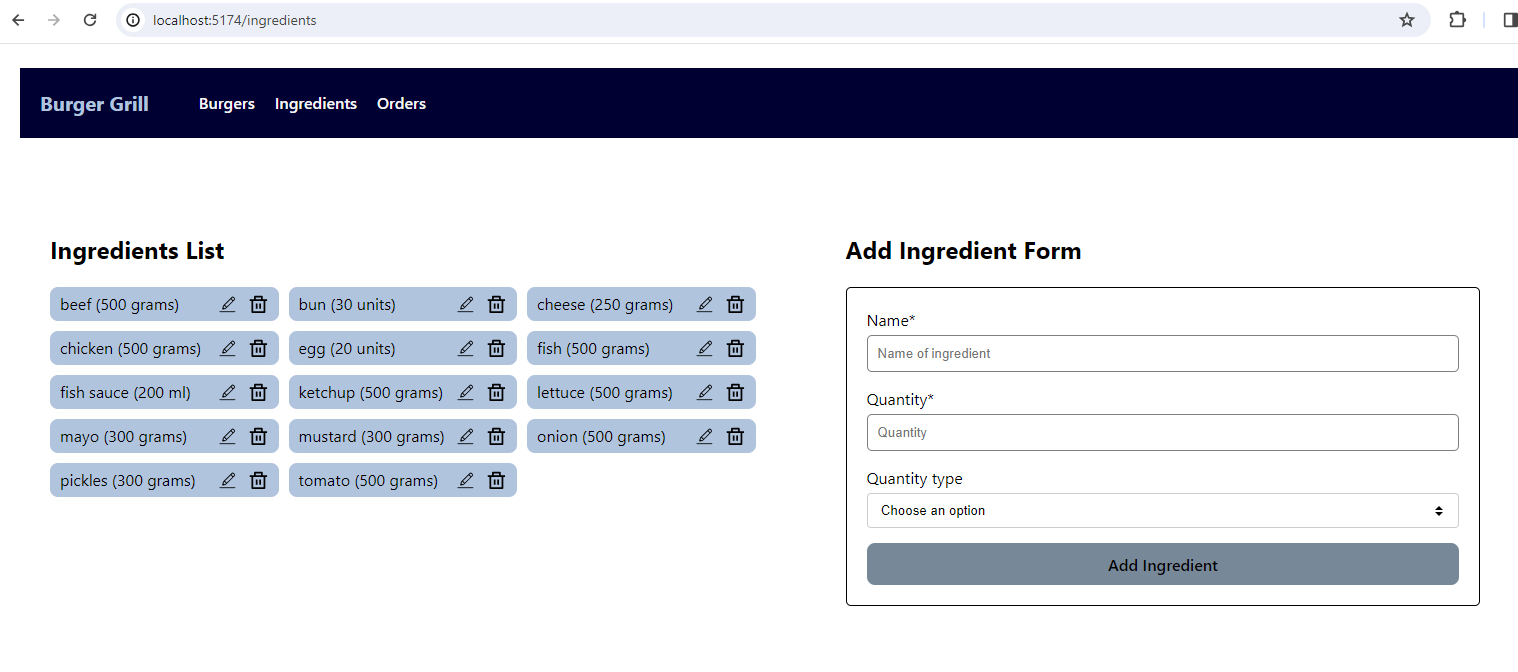 localhost:5174/ingredients
Burger Grill Burgers Ingredients Orders
Ingredients List
beef (500 grams) bun (30 units) cheese (250 grams)
chicken (500 grams) egg (20 units) fish (500 grams)
fish sauce (200 ml) ketchup (500 grams) lettuce (500 grams)
mayo (300 grams) mustard (300 grams) onion (500 grams)
pickles (300 grams) tomato (500 grams)
Add Ingredient Form
Name*
Name of ingredient
Quantity*
Quantity
Quantity type
Choose an option
Add Ingredient